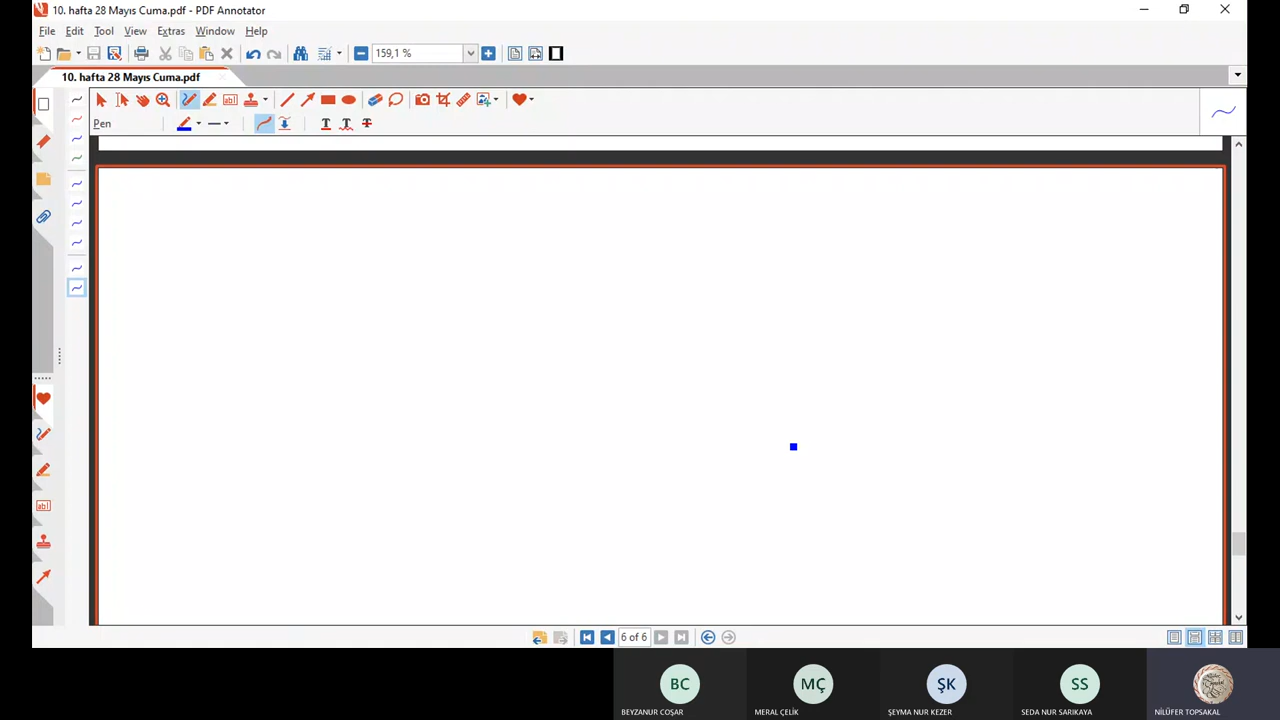 10. hafta 28 Mayıs Cuma.pdf - PDF Annotator
File Edit Tool View Extras Window Help
159,1 %
10. hafta 28 Mayıs Cuma.pdf
Pen
6 of 6
BC MÇ ŞK SS
BEYZANUR COŞAR MERAL ÇELİK ŞEYMA NUR KEZER SEDA NUR SARIKAYA NİLÜFER TOPSAKAL